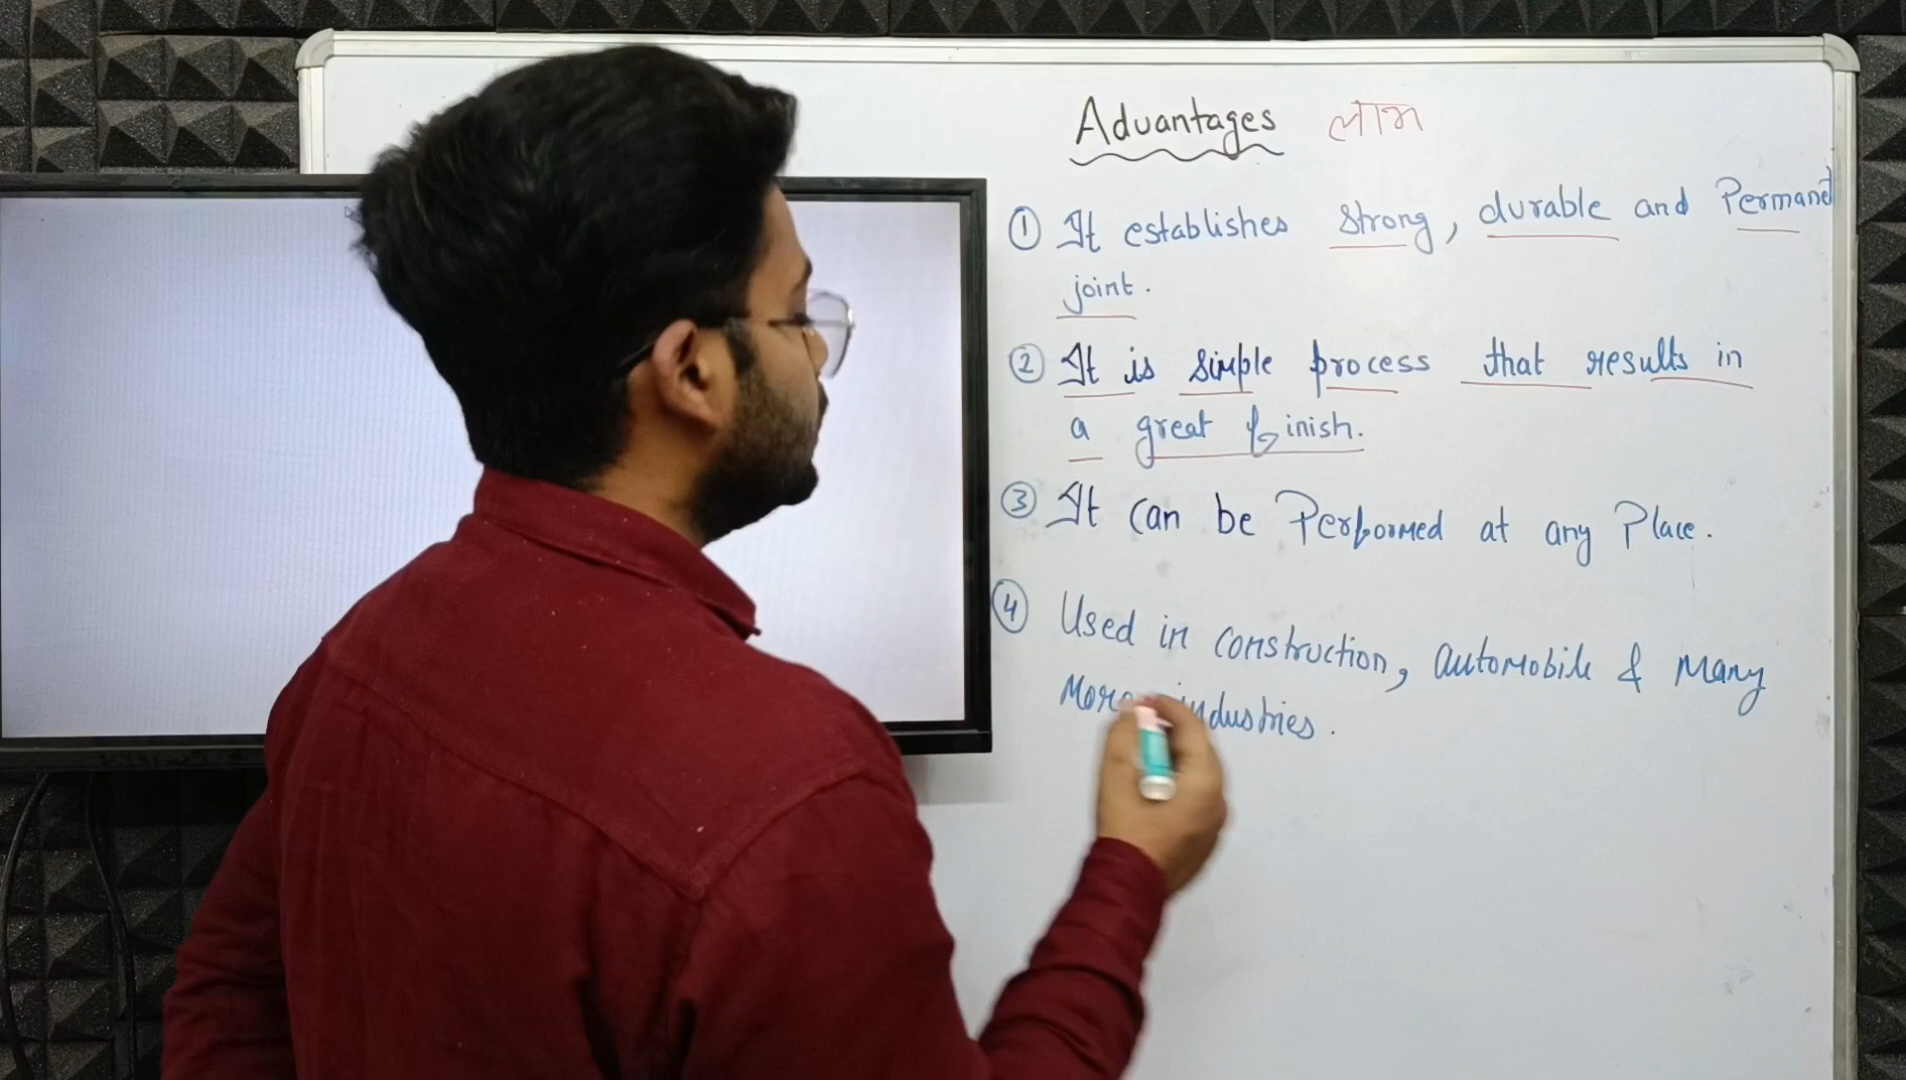 Advantages लाभ
① It establishes strong, durable and Permanet
joint.
② It is simple process that results in
a great finish.
③ It can be Performed at any Place.
④ Used in construction, automobile & Many
More industries.